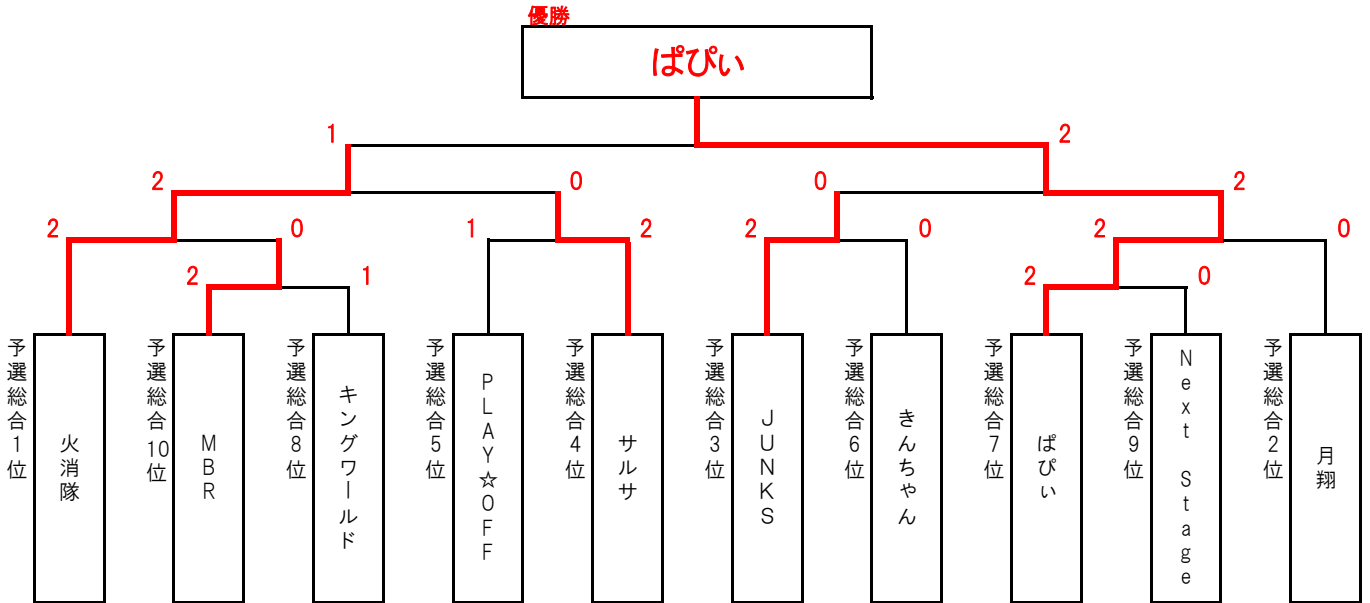 優勝
ぱぴぃ
1
2
2
0
0
2
2
0
1
2
2
0
2
0
2
1
2
0
予選総合1位
火消隊
予選総合10位
MBR
予選総合8位
キングワールド
予選総合5位
PLAY☆OFF
予選総合4位
サルサ
予選総合3位
JUNKS
予選総合6位
きんちゃん
予選総合7位
ぱぴぃ
予選総合9位
Next Stage
予選総合2位
月翔